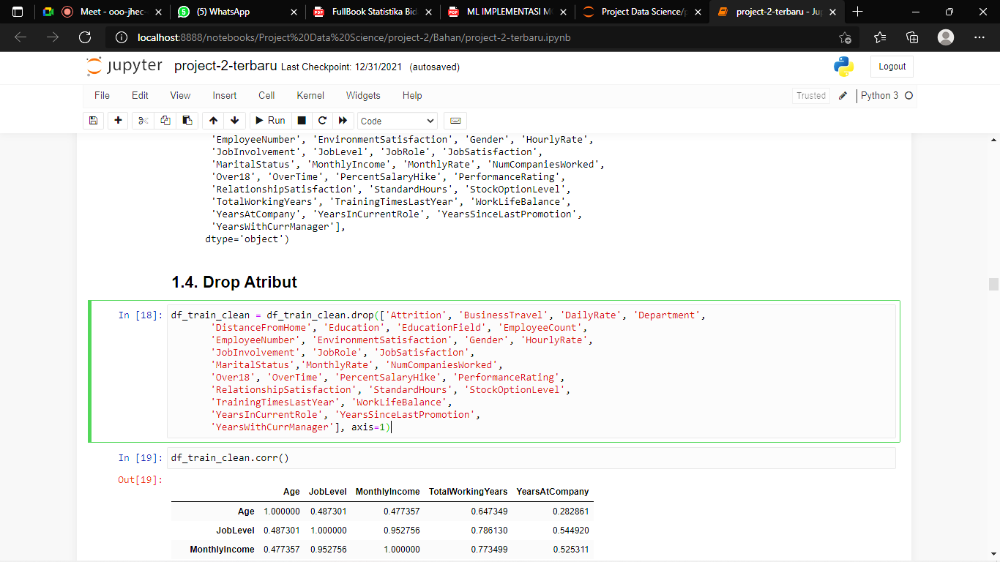 Meet - ooo-jhec-
(5) WhatsApp
PDF FullBook Statistika Bid
PDF ML IMPLEMENTASI M
Project Data Science/p
project-2-terbaru - Ju
localhost:8888/notebooks/Project%20Data%20Science/project-2/Bahan/project-2-terbaru.ipynb
jupyter project-2-terbaru Last Checkpoint: 12/31/2021 (autosaved)
Logout
File Edit View Insert Cell Kernel Widgets Help
Trusted Python 3
Run Code
'EmployeeNumber', 'EnvironmentSatisfaction', 'Gender', 'HourlyRate',
'JobInvolvement', 'JobLevel', 'JobRole', 'JobSatisfaction',
'MaritalStatus', 'MonthlyIncome', 'MonthlyRate', 'NumCompaniesWorked',
'Over18', 'OverTime', 'PercentSalaryHike', 'PerformanceRating',
'RelationshipSatisfaction', 'StandardHours', 'StockOptionLevel',
'TotalWorkingYears', 'TrainingTimesLastYear', 'WorkLifeBalance',
'YearsAtCompany', 'YearsInCurrentRole', 'YearsSinceLastPromotion',
'YearsWithCurrManager'],
dtype='object')
1.4. Drop Atribut
In [18]: df_train_clean = df_train_clean.drop(['Attrition', 'BusinessTravel', 'DailyRate', 'Department',
'DistanceFromHome', 'Education', 'EducationField', 'EmployeeCount',
'EmployeeNumber', 'EnvironmentSatisfaction', 'Gender', 'HourlyRate',
'JobInvolvement', 'JobRole', 'JobSatisfaction',
'MaritalStatus','MonthlyRate', 'NumCompaniesWorked',
'Over18', 'OverTime', 'PercentSalaryHike', 'PerformanceRating',
'RelationshipSatisfaction', 'StandardHours', 'StockOptionLevel',
'TrainingTimesLastYear', 'WorkLifeBalance',
'YearsInCurrentRole', 'YearsSinceLastPromotion',
'YearsWithCurrManager'], axis=1)
In [19]: df_train_clean.corr()
Out[19]:
Age JobLevel MonthlyIncome TotalWorkingYears YearsAtCompany
Age 1.000000 0.487301 0.477357 0.647349 0.282861
JobLevel 0.487301 1.000000 0.952756 0.786130 0.544920
MonthlyIncome 0.477357 0.952756 1.000000 0.773499 0.525311